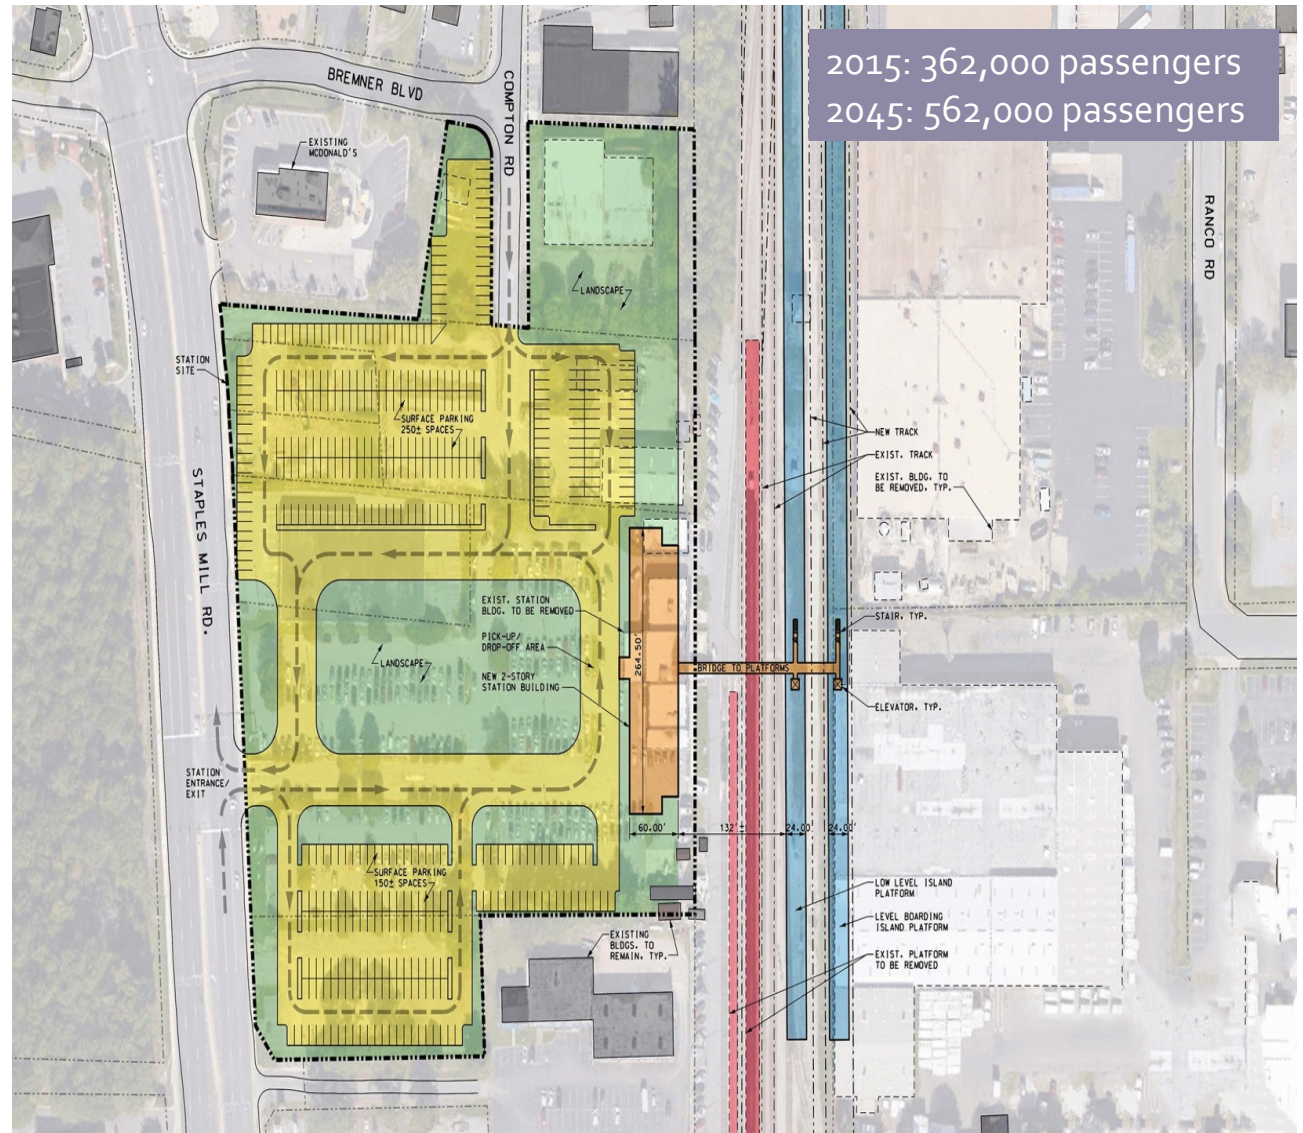 2015: 362,000 passengers
2045: 562,000 passengers
BREMNER BLVD
COMPTON RD
EXISTING
MCDONALD'S
RANCO RD
LANDSCAPE
STATION
SITE
SURFACE PARKING
250± SPACES
NEW TRACK
EXIST. TRACK
EXIST. BLDG. TO
BE REMOVED, TYP.
STAPLES MILL RD.
EXIST. STATION
BLDG. TO BE REMOVED
PICK-UP/
DROP-OFF AREA
NEW 2-STORY
STATION BUILDING
LANDSCAPE
264.50'
STAIR, TYP.
BRIDGE TO PLATFORMS
ELEVATOR, TYP.
STATION
ENTRANCE/
EXIT
60.00'
132'±
24.00'
24.00'
SURFACE PARKING
150± SPACES
LOW LEVEL ISLAND
PLATFORM
LEVEL BOARDING
ISLAND PLATFORM
EXIST. PLATFORM
TO BE REMOVED
EXISTING
BLDGS. TO
REMAIN, TYP.